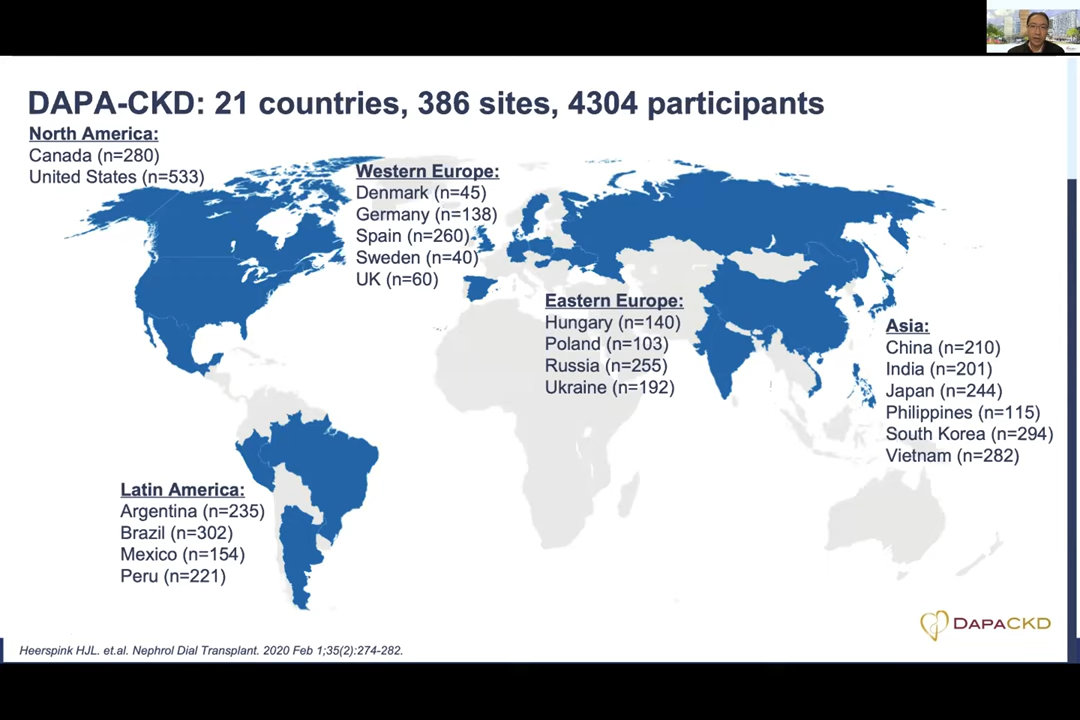 DAPA-CKD: 21 countries, 386 sites, 4304 participants
North America:
Canada (n=280)
United States (n=533)
Western Europe:
Denmark (n=45)
Germany (n=138)
Spain (n=260)
Sweden (n=40)
UK (n=60)
Eastern Europe:
Hungary (n=140)
Poland (n=103)
Russia (n=255)
Ukraine (n=192)
Asia:
China (n=210)
India (n=201)
Japan (n=244)
Philippines (n=115)
South Korea (n=294)
Vietnam (n=282)
Latin America:
Argentina (n=235)
Brazil (n=302)
Mexico (n=154)
Peru (n=221)
DAPACKD
Heerspink HJL. et.al. Nephrol Dial Transplant. 2020 Feb 1;35(2):274-282.